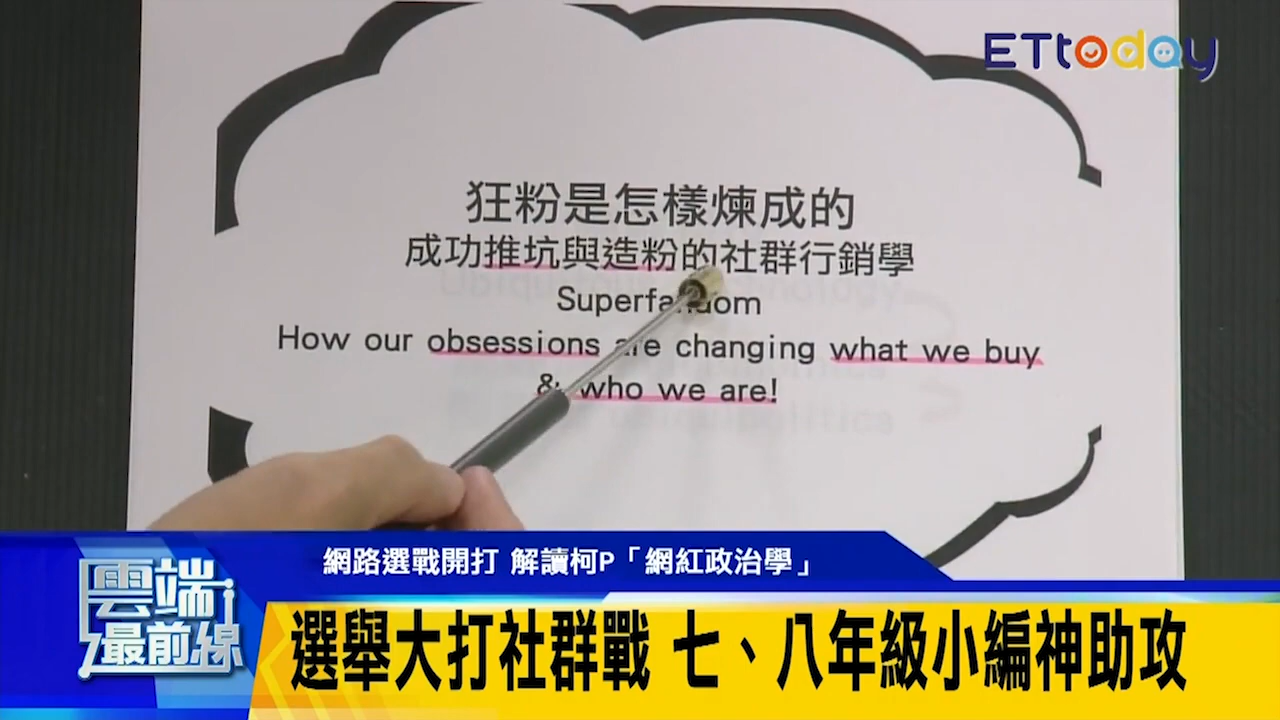 ETtoday
狂粉是怎樣煉成的
成功推坑與造粉的社群行銷學
Superfandom
How our obsessions are changing what we buy
& who we are!
網路選戰開打 解讀柯P「網紅政治學」
雲端最前線
選舉大打社群戰 七、八年級小編神助攻